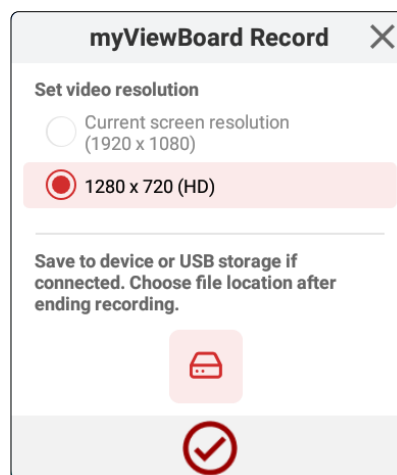 myViewBoard Record
Set video resolution
Current screen resolution
(1920 x 1080)
1280 x 720 (HD)
Save to device or USB storage if
connected. Choose file location after
ending recording.